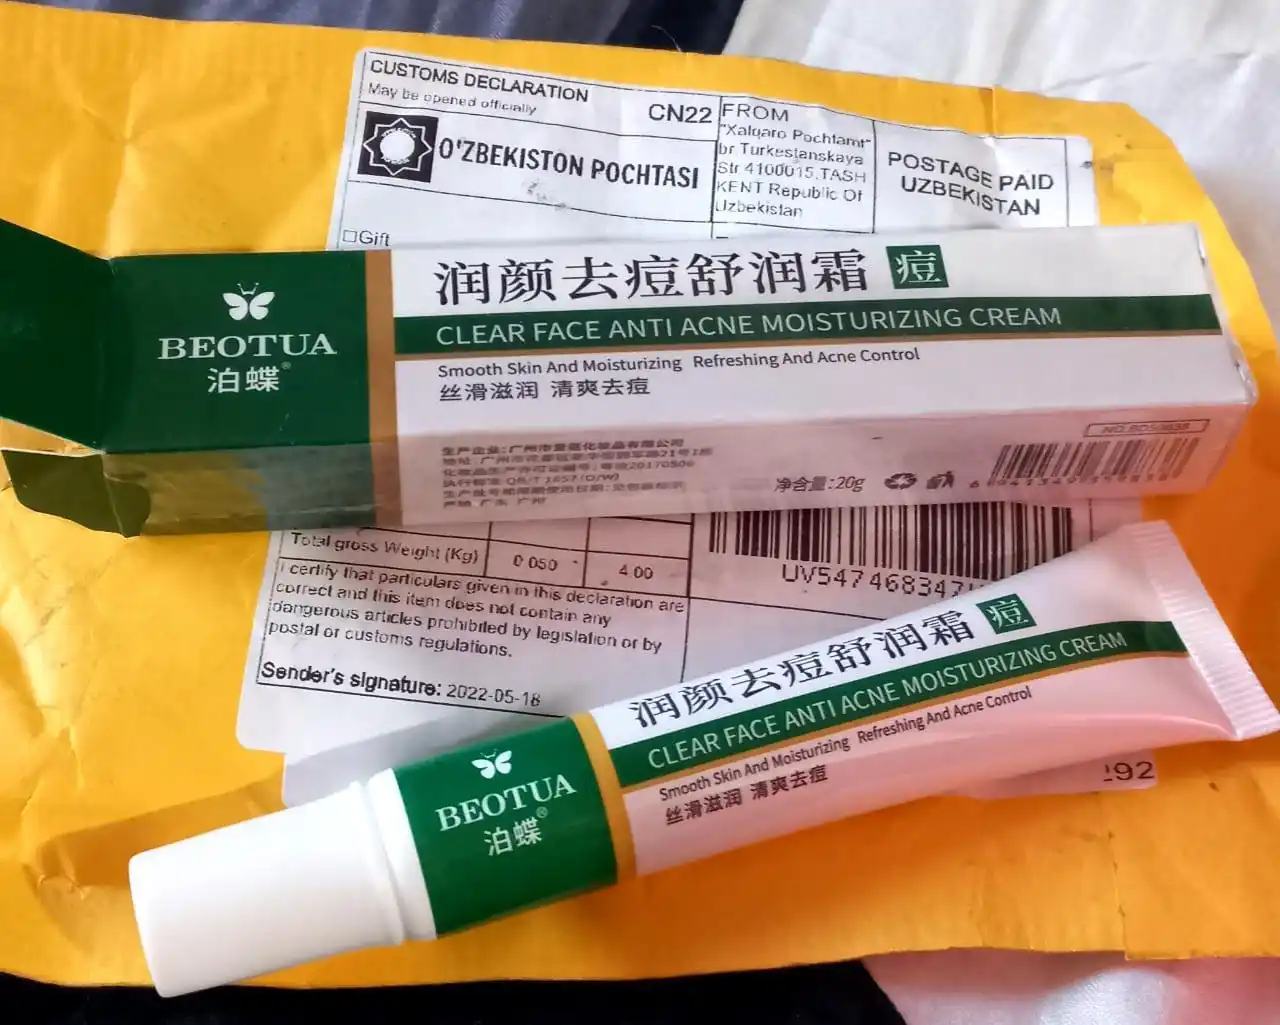 CUSTOMS DECLARATION
May be opened officially
CN22
O'ZBEKISTON POCHTASI
FROM
"Xalqaro Pochtamt"
br.Turkestanskaya
Str 4100015.TASH
KENT Republic Of
Uzbekistan
POSTAGE PAID
UZBEKISTAN
Gift
BEOTUA
泊蝶®
润颜去痘舒润霜 痘
CLEAR FACE ANTI ACNE MOISTURIZING CREAM
Smooth Skin And Moisturizing Refreshing And Acne Control
丝滑滋润 清爽去痘
净含量:20g
Total gross Weight (Kg) 0.050 4.00
I certify that particulars given in this declaration are
correct and this item does not contain any
dangerous articles prohibited by legislation or by
postal or customs regulations.
Sender's signature: 2022-05-18
UV547468347
BEOTUA
泊蝶®
润颜去痘舒润霜 痘
CLEAR FACE ANTI ACNE MOISTURIZING CREAM
Smooth Skin And Moisturizing Refreshing And Acne Control
丝滑滋润 清爽去痘
92